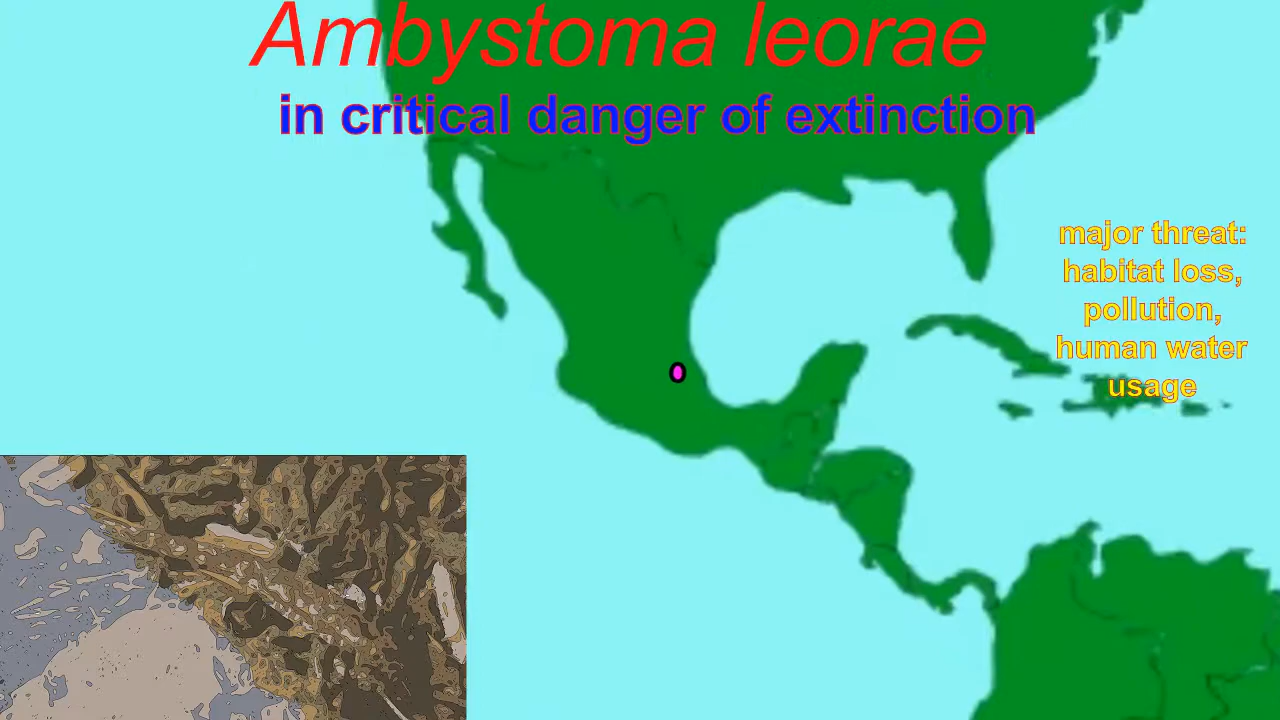 Ambystoma leorae
in critical danger of extinction
major threat:
habitat loss,
pollution,
human water
usage